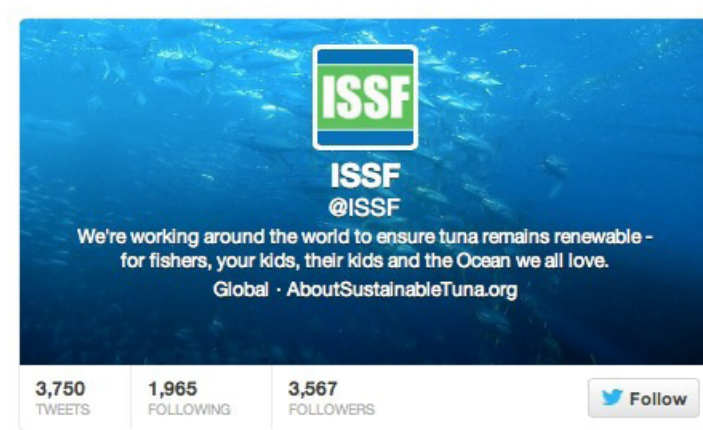 ISSF
ISSF
@ISSF
We're working around the world to ensure tuna remains renewable -
for fishers, your kids, their kids and the Ocean we all love.
Global · AboutSustainableTuna.org
3,750 1,965 3,567
TWEETS FOLLOWING FOLLOWERS
Follow